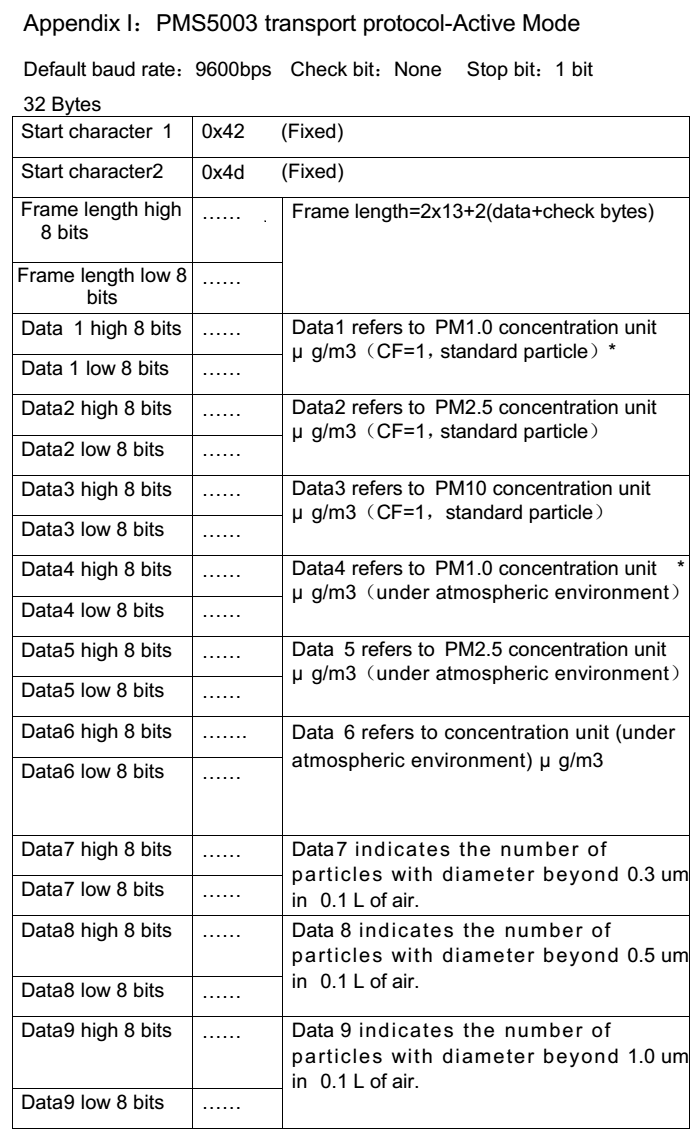 Appendix I：PMS5003 transport protocol-Active Mode
Default baud rate：9600bps Check bit：None Stop bit：1 bit
32 Bytes
Start character 1 0x42 (Fixed)
Start character2 0x4d (Fixed)
Frame length high 8 bits …… Frame length=2x13+2(data+check bytes)
Frame length low 8 bits ……
Data 1 high 8 bits …… Data1 refers to PM1.0 concentration unit
μ g/m3（CF=1，standard particle）*
Data 1 low 8 bits ……
Data2 high 8 bits …… Data2 refers to PM2.5 concentration unit
μ g/m3（CF=1，standard particle）
Data2 low 8 bits ……
Data3 high 8 bits …… Data3 refers to PM10 concentration unit
μ g/m3（CF=1，standard particle）
Data3 low 8 bits ……
Data4 high 8 bits …… Data4 refers to PM1.0 concentration unit *
μ g/m3（under atmospheric environment）
Data4 low 8 bits ……
Data5 high 8 bits …… Data 5 refers to PM2.5 concentration unit
μ g/m3（under atmospheric environment）
Data5 low 8 bits ……
Data6 high 8 bits ……. Data 6 refers to concentration unit (under
atmospheric environment) μ g/m3
Data6 low 8 bits ……
Data7 high 8 bits …… Data7 indicates the number of
particles with diameter beyond 0.3 um
in 0.1 L of air.
Data7 low 8 bits ……
Data8 high 8 bits …… Data 8 indicates the number of
particles with diameter beyond 0.5 um
in 0.1 L of air.
Data8 low 8 bits ……
Data9 high 8 bits …… Data 9 indicates the number of
particles with diameter beyond 1.0 um
in 0.1 L of air.
Data9 low 8 bits ……